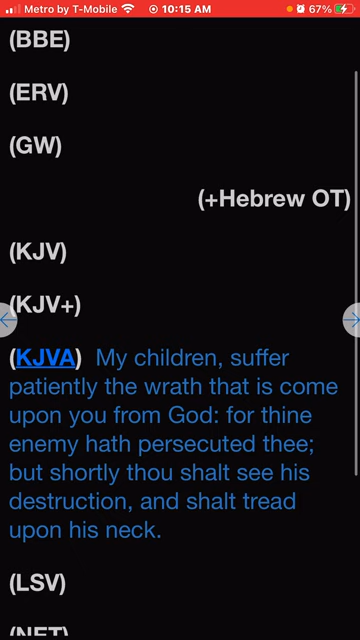 Metro by T-Mobile 10:15 AM 67%
(BBE)
(ERV)
(GW)
(+Hebrew OT)
(KJV)
(KJV+)
(KJVA) My children, suffer
patiently the wrath that is come
upon you from God: for thine
enemy hath persecuted thee;
but shortly thou shalt see his
destruction, and shalt tread
upon his neck.
(LSV)
(NET)